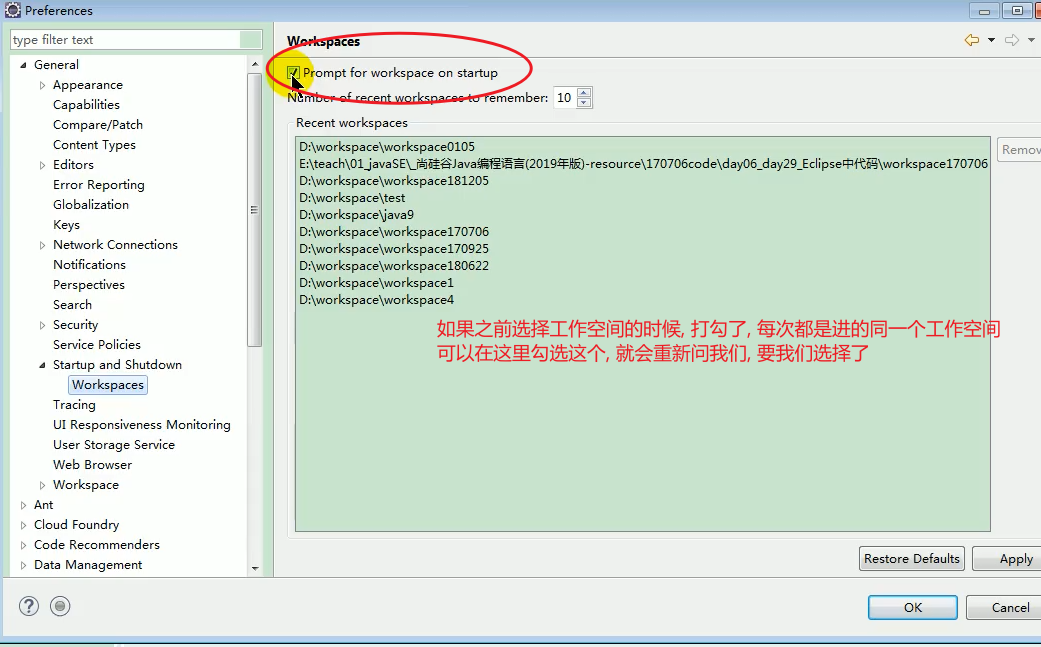 Preferences
type filter text
General
Appearance
Capabilities
Compare/Patch
Content Types
Editors
Error Reporting
Globalization
Keys
Network Connections
Notifications
Perspectives
Search
Security
Service Policies
Startup and Shutdown
Workspaces
Tracing
UI Responsiveness Monitoring
User Storage Service
Web Browser
Workspace
Ant
Cloud Foundry
Code Recommenders
Data Management
Workspaces
Prompt for workspace on startup
Number of recent workspaces to remember: 10
Recent workspaces
D:\workspace\workspace0105
E:\teach\01_javaSE\_尚硅谷Java编程语言(2019年版)-resource\170706code\day06_day29_Eclipse中代码\workspace170706
D:\workspace\workspace181205
D:\workspace\test
D:\workspace\java9
D:\workspace\workspace170706
D:\workspace\workspace170925
D:\workspace\workspace180622
D:\workspace\workspace1
D:\workspace\workspace4
Remov
如果之前选择工作空间的时候, 打勾了, 每次都是进的同一个工作空间
可以在这里勾选这个, 就会重新问我们, 要我们选择了
Restore Defaults
Apply
OK
Cancel